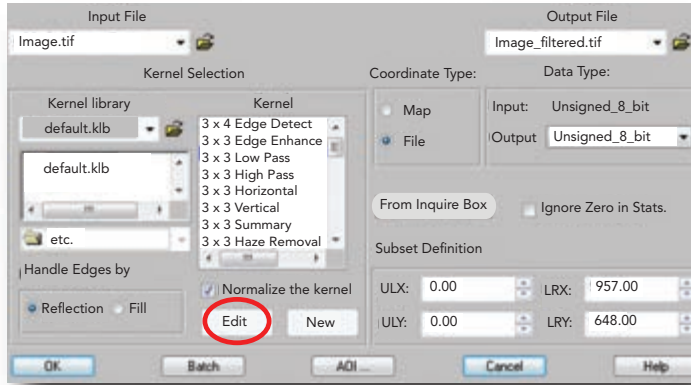 Input File
Output File
Image.tif
Image_filtered.tif
Kernel Selection
Coordinate Type:
Data Type:
Kernel library
Kernel
default.klb
default.klb
etc.
3 x 4 Edge Detect
3 x 3 Edge Enhance
3 x 3 Low Pass
3 x 3 High Pass
3 x 3 Horizontal
3 x 3 Vertical
3 x 3 Summary
3 x 3 Haze Removal
Handle Edges by
Reflection
Fill
Normalize the kernel
Edit
New
Map
File
Input: Unsigned_8_bit
Output Unsigned_8_bit
From Inquire Box
Ignore Zero in Stats.
Subset Definition
ULX: 0.00
LRX: 957.00
ULY: 0.00
LRY: 648.00
OK
Batch
AOI ...
Cancel
Help